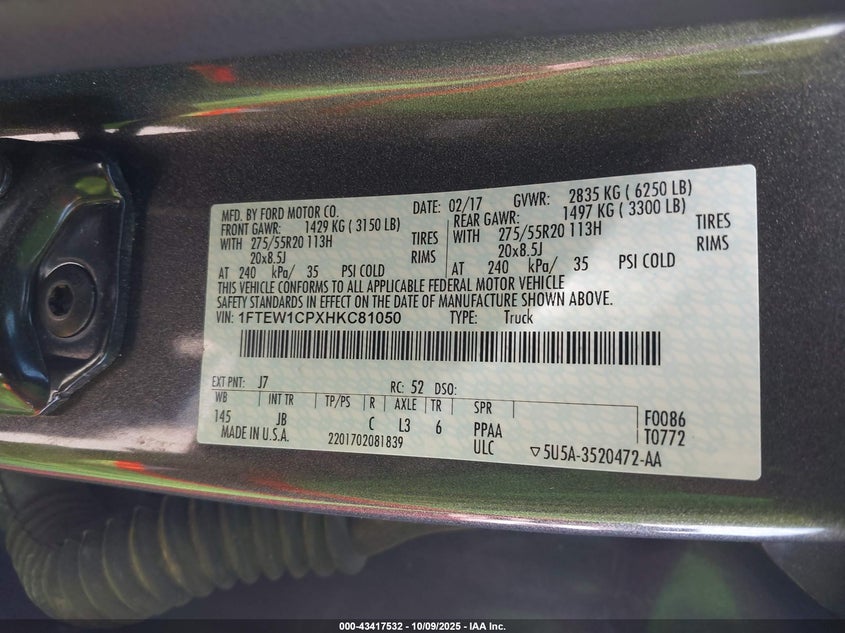 MFD. BY FORD MOTOR CO. DATE: 02/17 GVWR: 2835 KG ( 6250 LB)
FRONT GAWR: 1429 KG ( 3150 LB) REAR GAWR: 1497 KG ( 3300 LB)
WITH 275/55R20 113H TIRES WITH 275/55R20 113H TIRES
20x8.5J RIMS 20x8.5J RIMS
AT 240 kPa/ 35 PSI COLD AT 240 kPa/ 35 PSI COLD
THIS VEHICLE CONFORMS TO ALL APPLICABLE FEDERAL MOTOR VEHICLE
SAFETY STANDARDS IN EFFECT ON THE DATE OF MANUFACTURE SHOWN ABOVE.
VIN: 1FTEW1CPXHKC81050 TYPE: Truck
EXT PNT: J7 RC: 52 DSO:
WB INT TR TP/PS R AXLE TR SPR F0086
145 JB C L3 6 PPAA T0772
MADE IN U.S.A. 2201702081839 ULC ▽5U5A-3520472-AA
000-43417532 - 10/09/2025 - IAA Inc.